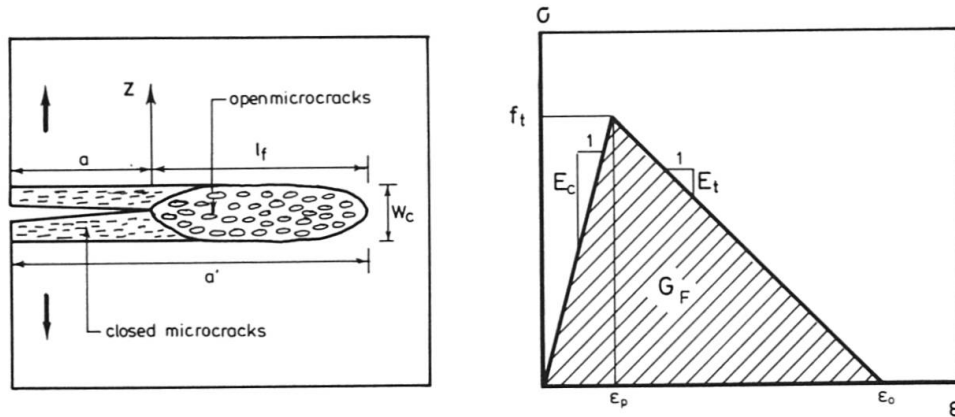 z
open microcracks
a
l_f
w_c
a'
closed microcracks
σ
f_t
1
E_c
1
E_t
G_F
ε_p
ε_o
ε